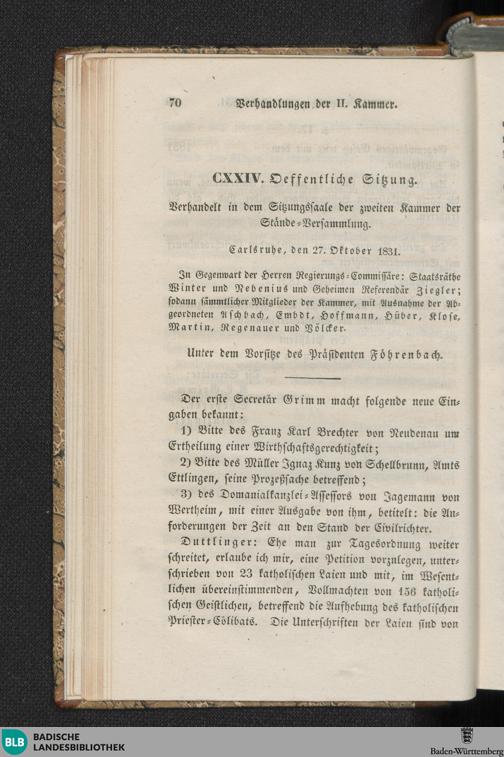 70 Verhandlungen der II. Kammer.
CXXIV. Oeffentliche Sitzung.
Verhandelt in dem Sitzungssaale der zweiten Kammer der
Stände-Versammlung.
Carlsruhe, den 27. Oktober 1831.
In Gegenwart der Herren Regierungs-Commissäre: Staatsräthe
Winter und Nebenius und Geheimen Referendär Ziegler;
sodann sämmtlicher Mitglieder der Kammer, mit Ausnahme der Ab-
geordneten Aschbach, Embdt, Hoffmann, Hüber, Klose,
Martin, Regenauer und Völcker.
Unter dem Vorsitze des Präsidenten Föhrenbach.
Der erste Secretär Grimm macht folgende neue Ein-
gaben bekannt:
1) Bitte des Franz Karl Brechter von Neudenau um
Ertheilung einer Wirthschaftsgerechtigkeit;
2) Bitte des Müller Ignaz Kunz von Schellbrunn, Amts
Ettlingen, seine Prozeßsache betreffend;
3) des Domanialkanzlei-Assessors von Jagemann von
Wertheim, mit einer Ausgabe von ihm, betitelt: die An-
forderungen der Zeit an den Stand der Civilrichter.
Duttlinger: Ehe man zur Tagesordnung weiter
schreitet, erlaube ich mir, eine Petition vorzulegen, unter-
schrieben von 23 katholischen Laien und mit, im Wesent-
lichen übereinstimmenden, Vollmachten von 156 katholi-
schen Geistlichen, betreffend die Aufhebung des katholischen
Priester-Cölibats. Die Unterschriften der Laien sind von
BLB BADISCHE
LANDESBIBLIOTHEK
Baden-Württemberg